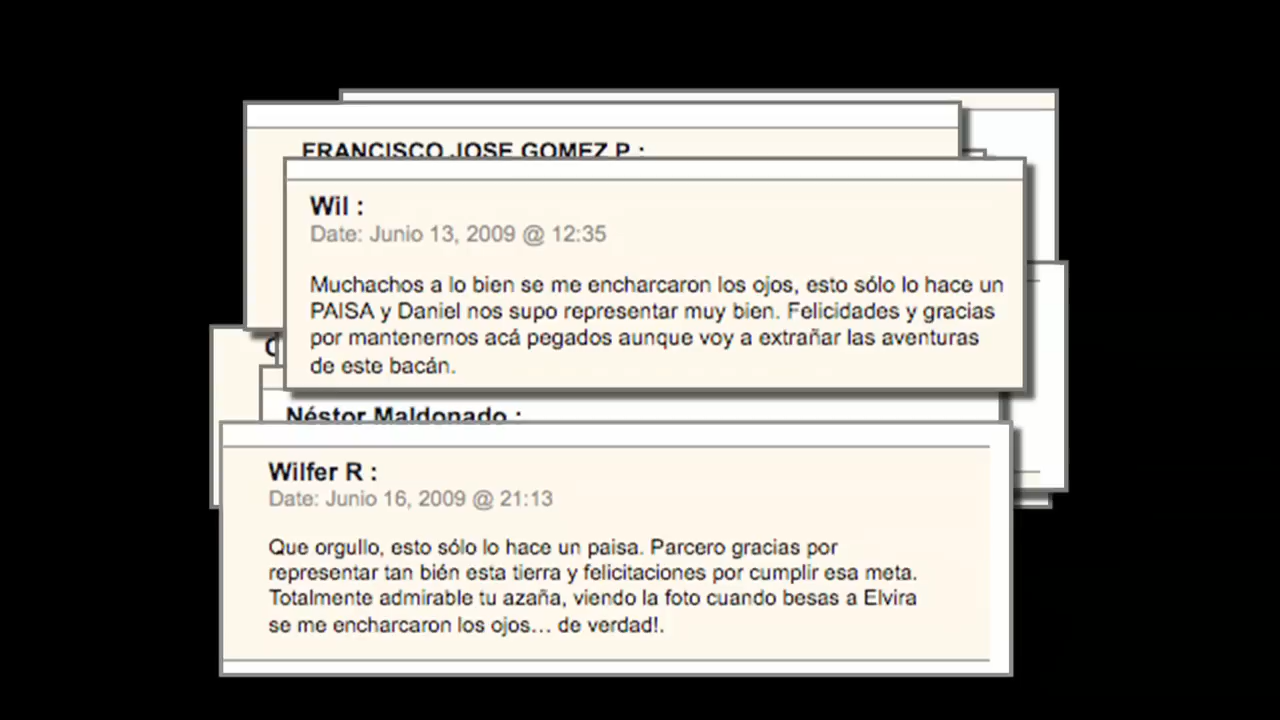 FRANCISCO JOSE GOMEZ P :
Wil :
Date: Junio 13, 2009 @ 12:35
Muchachos a lo bien se me encharcaron los ojos, esto sólo lo hace un
PAISA y Daniel nos supo representar muy bien. Felicidades y gracias
por mantenernos acá pegados aunque voy a extrañar las aventuras
de este bacán.
Néstor Maldonado :
Wilfer R :
Date: Junio 16, 2009 @ 21:13
Que orgullo, esto sólo lo hace un paisa. Parcero gracias por
representar tan bién esta tierra y felicitaciones por cumplir esa meta.
Totalmente admirable tu azaña, viendo la foto cuando besas a Elvira
se me encharcaron los ojos... de verdad!.